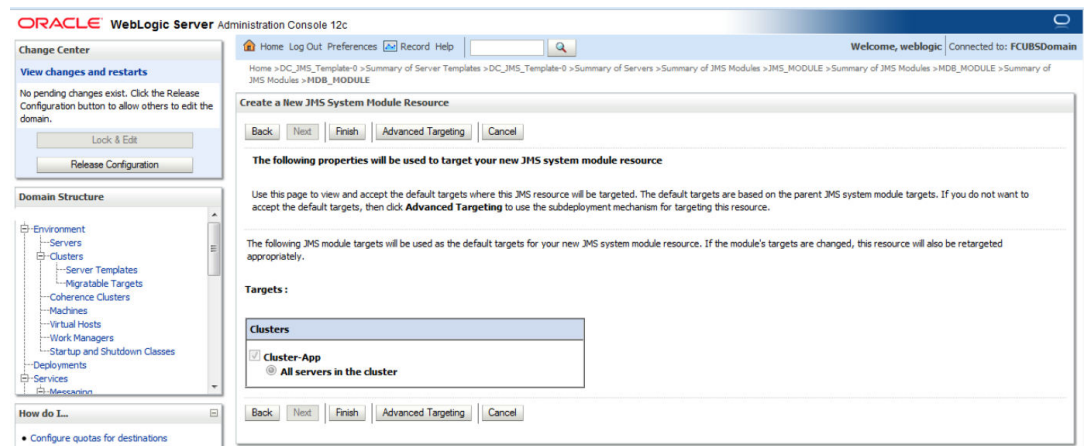 ORACLE WebLogic Server Administration Console 12c
Change Center
View changes and restarts
No pending changes exist. Click the Release
Configuration button to allow others to edit the
domain.
Lock & Edit
Release Configuration
Domain Structure
Environment
Servers
Clusters
Server Templates
Migratable Targets
Coherence Clusters
Machines
Virtual Hosts
Work Managers
Startup and Shutdown Classes
Deployments
Services
Messaging
How do I...
Configure quotas for destinations
Home Log Out Preferences Record Help
Welcome, weblogic Connected to: FCUBSDomain
Home >DC_JMS_Template-0 >Summary of Server Templates >DC_JMS_Template-0 >Summary of Servers >Summary of JMS Modules >JMS_MODULE >Summary of JMS Modules >MDB_MODULE >Summary of
JMS Modules >MDB_MODULE
Create a New JMS System Module Resource
Back Next Finish Advanced Targeting Cancel
The following properties will be used to target your new JMS system module resource
Use this page to view and accept the default targets where this JMS resource will be targeted. The default targets are based on the parent JMS system module targets. If you do not want to
accept the default targets, then click Advanced Targeting to use the subdeployment mechanism for targeting this resource.
The following JMS module targets will be used as the default targets for your new JMS system module resource. If the module's targets are changed, this resource will also be retargeted
appropriately.
Targets :
Clusters
Cluster-App
All servers in the cluster
Back Next Finish Advanced Targeting Cancel